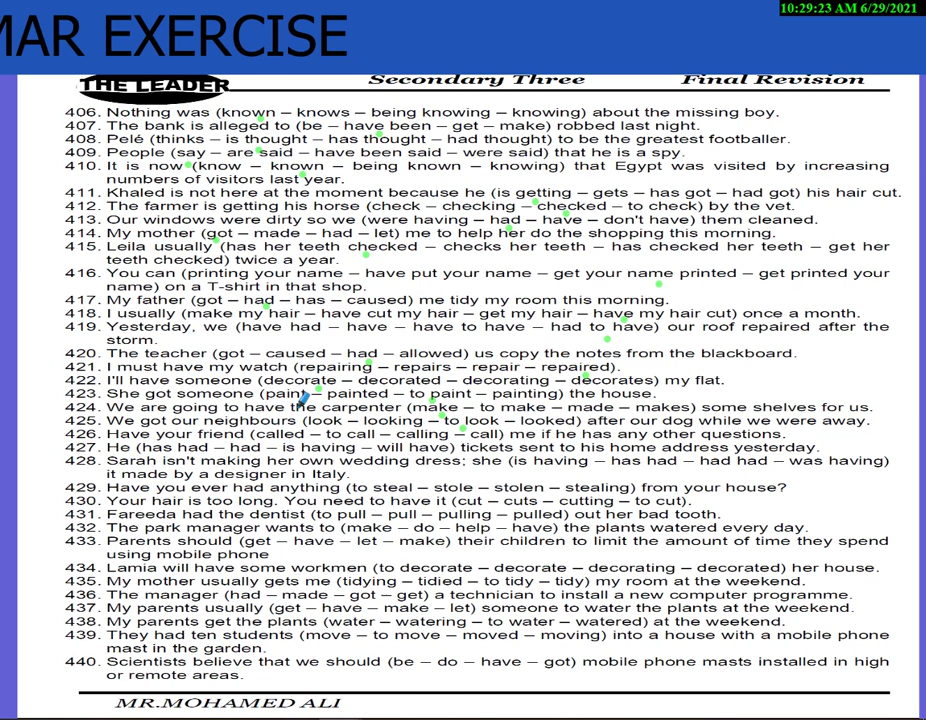 10:29:23 AM 6/29/2021
MAR EXERCISE
THE LEADER Secondary Three Final Revision
406. Nothing was (known – knows – being knowing – knowing) about the missing boy.
407. The bank is alleged to (be – have been – get – make) robbed last night.
408. Pelé (thinks – is thought – has thought – had thought) to be the greatest footballer.
409. People (say – are said – have been said – were said) that he is a spy.
410. It is now (know – known – being known – knowing) that Egypt was visited by increasing
numbers of visitors last year.
411. Khaled is not here at the moment because he (is getting – gets – has got – had got) his hair cut.
412. The farmer is getting his horse (check – checking – checked – to check) by the vet.
413. Our windows were dirty so we (were having – had – have – don't have) them cleaned.
414. My mother (got – made – had – let) me to help her do the shopping this morning.
415. Leila usually (has her teeth checked – checks her teeth – has checked her teeth – get her
teeth checked) twice a year.
416. You can (printing your name – have put your name – get your name printed – get printed your
name) on a T-shirt in that shop.
417. My father (got – had – has – caused) me tidy my room this morning.
418. I usually (make my hair – have cut my hair – get my hair – have my hair cut) once a month.
419. Yesterday, we (have had – have – have to have – had to have) our roof repaired after the
storm.
420. The teacher (got – caused – had – allowed) us copy the notes from the blackboard.
421. I must have my watch (repairing – repairs – repair – repaired).
422. I'll have someone (decorate – decorated – decorating – decorates) my flat.
423. She got someone (paint – painted – to paint – painting) the house.
424. We are going to have the carpenter (make – to make – made – makes) some shelves for us.
425. We got our neighbours (look – looking – to look – looked) after our dog while we were away.
426. Have your friend (called – to call – calling – call) me if he has any other questions.
427. He (has had – had – is having – will have) tickets sent to his home address yesterday.
428. Sarah isn't making her own wedding dress; she (is having – has had – had had – was having)
it made by a designer in Italy.
429. Have you ever had anything (to steal – stole – stolen – stealing) from your house?
430. Your hair is too long. You need to have it (cut – cuts – cutting – to cut).
431. Fareeda had the dentist (to pull – pull – pulling – pulled) out her bad tooth.
432. The park manager wants to (make – do – help – have) the plants watered every day.
433. Parents should (get – have – let – make) their children to limit the amount of time they spend
using mobile phone
434. Lamia will have some workmen (to decorate – decorate – decorating – decorated) her house.
435. My mother usually gets me (tidying – tidied – to tidy – tidy) my room at the weekend.
436. The manager (had – made – got – get) a technician to install a new computer programme.
437. My parents usually (get – have – make – let) someone to water the plants at the weekend.
438. My parents get the plants (water – watering – to water – watered) at the weekend.
439. They had ten students (move – to move – moved – moving) into a house with a mobile phone
mast in the garden.
440. Scientists believe that we should (be – do – have – got) mobile phone masts installed in high
or remote areas.
MR.MOHAMED ALI